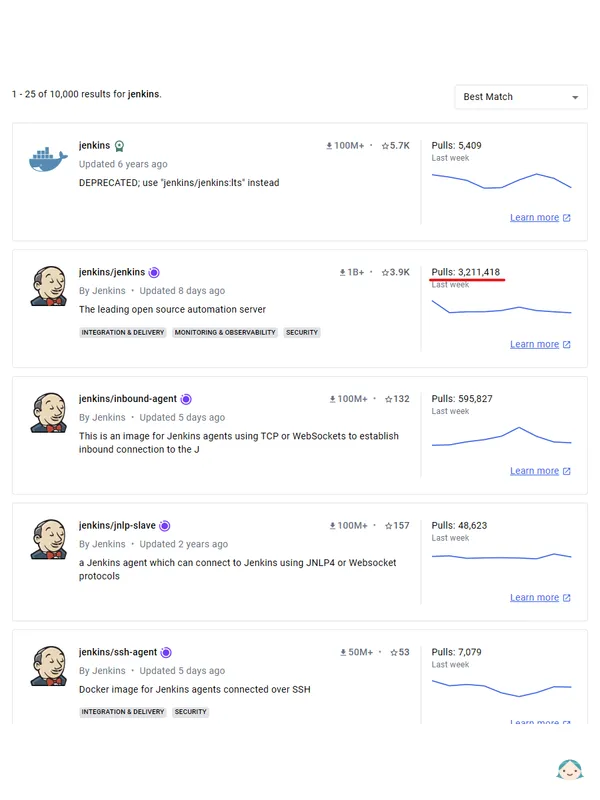 1 - 25 of 10,000 results for jenkins.
Best Match
jenkins
100M+ • 5.7K
Updated 6 years ago
DEPRECATED; use "jenkins/jenkins:lts" instead
Pulls: 5,409
Last week
Learn more
jenkins/jenkins
1B+ • 3.9K
By Jenkins • Updated 8 days ago
The leading open source automation server
INTEGRATION & DELIVERY MONITORING & OBSERVABILITY SECURITY
Pulls: 3,211,418
Last week
Learn more
jenkins/inbound-agent
100M+ • 132
By Jenkins • Updated 5 days ago
This is an image for Jenkins agents using TCP or WebSockets to establish
inbound connection to the J
Pulls: 595,827
Last week
Learn more
jenkins/jnlp-slave
100M+ • 157
By Jenkins • Updated 2 years ago
a Jenkins agent which can connect to Jenkins using JNLP4 or Websocket
protocols
Pulls: 48,623
Last week
Learn more
jenkins/ssh-agent
50M+ • 53
By Jenkins • Updated 5 days ago
Docker image for Jenkins agents connected over SSH
INTEGRATION & DELIVERY SECURITY
Pulls: 7,079
Last week
Learn more